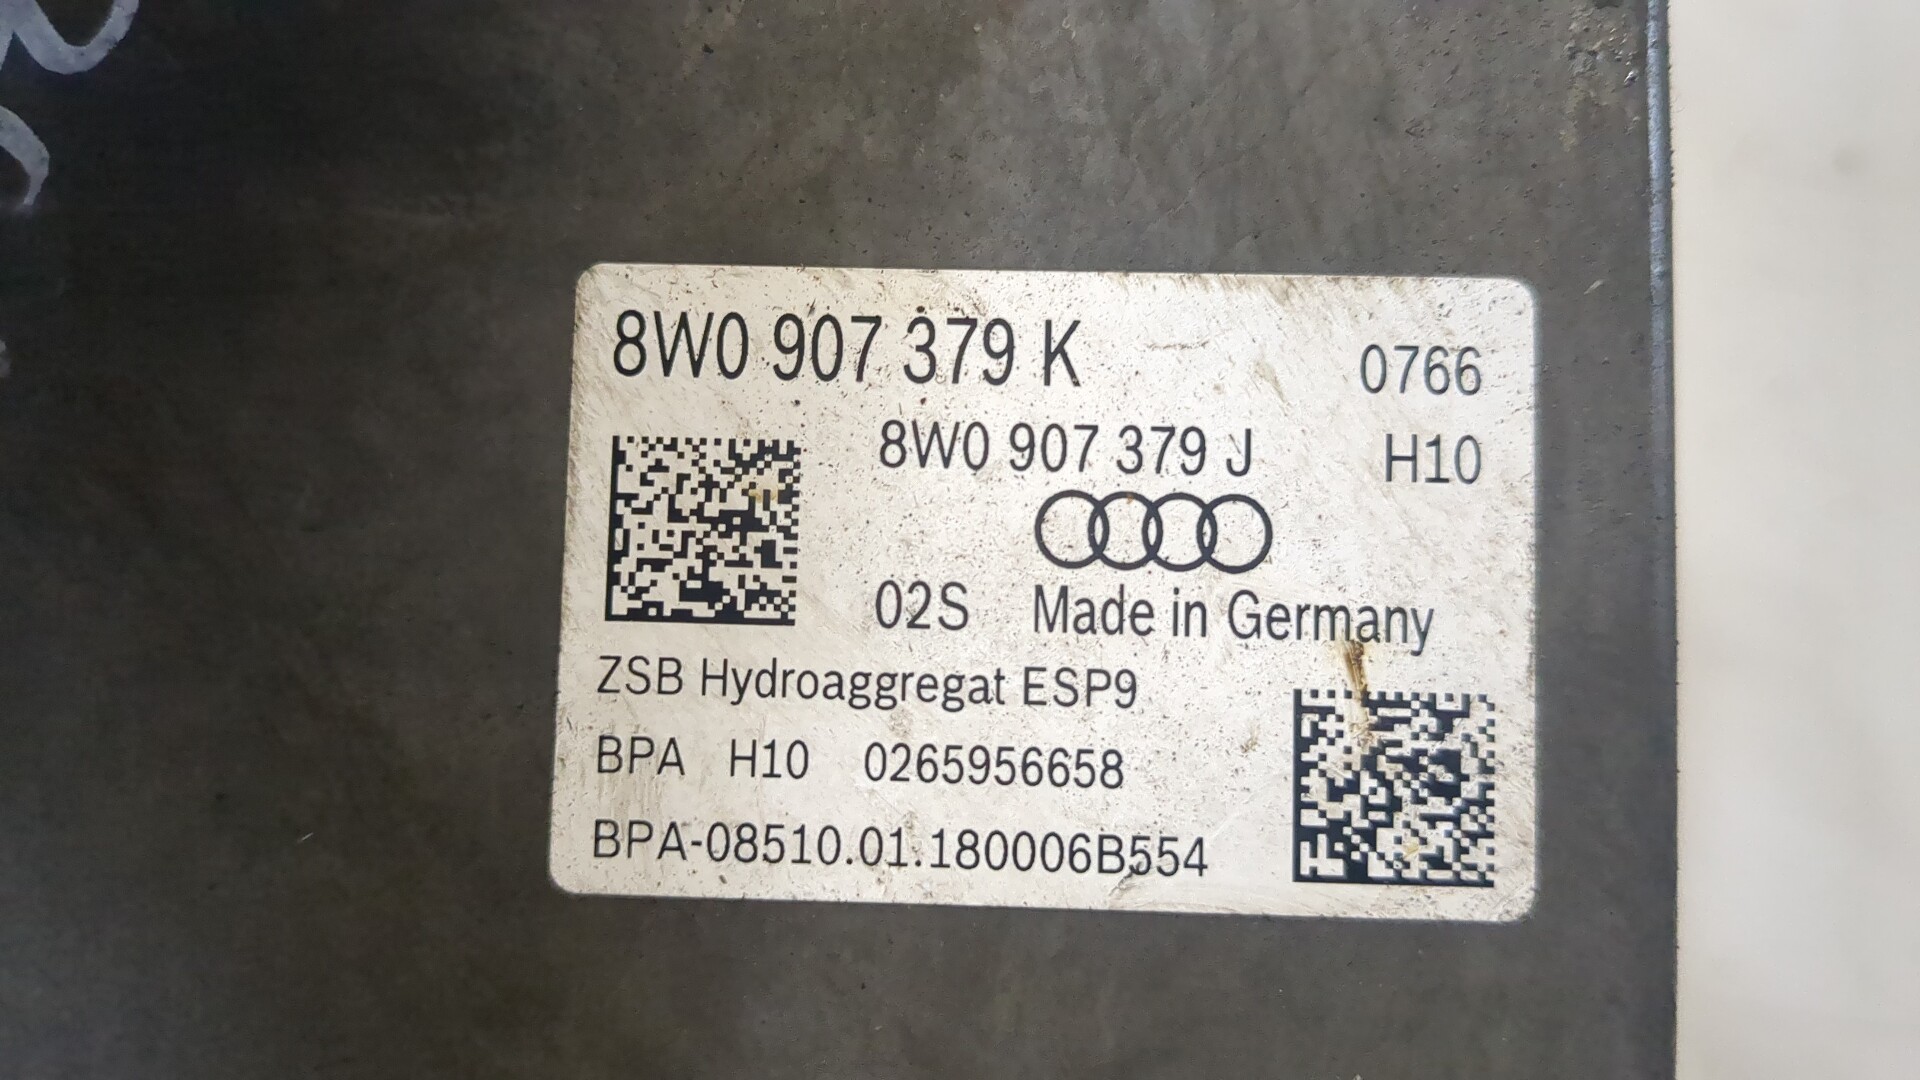 8W0 907 379 K 0766
8W0 907 379 J H10
02S Made in Germany
ZSB Hydroaggregat ESP9
BPA H10 0265956658
BPA-08510.01.180006B554